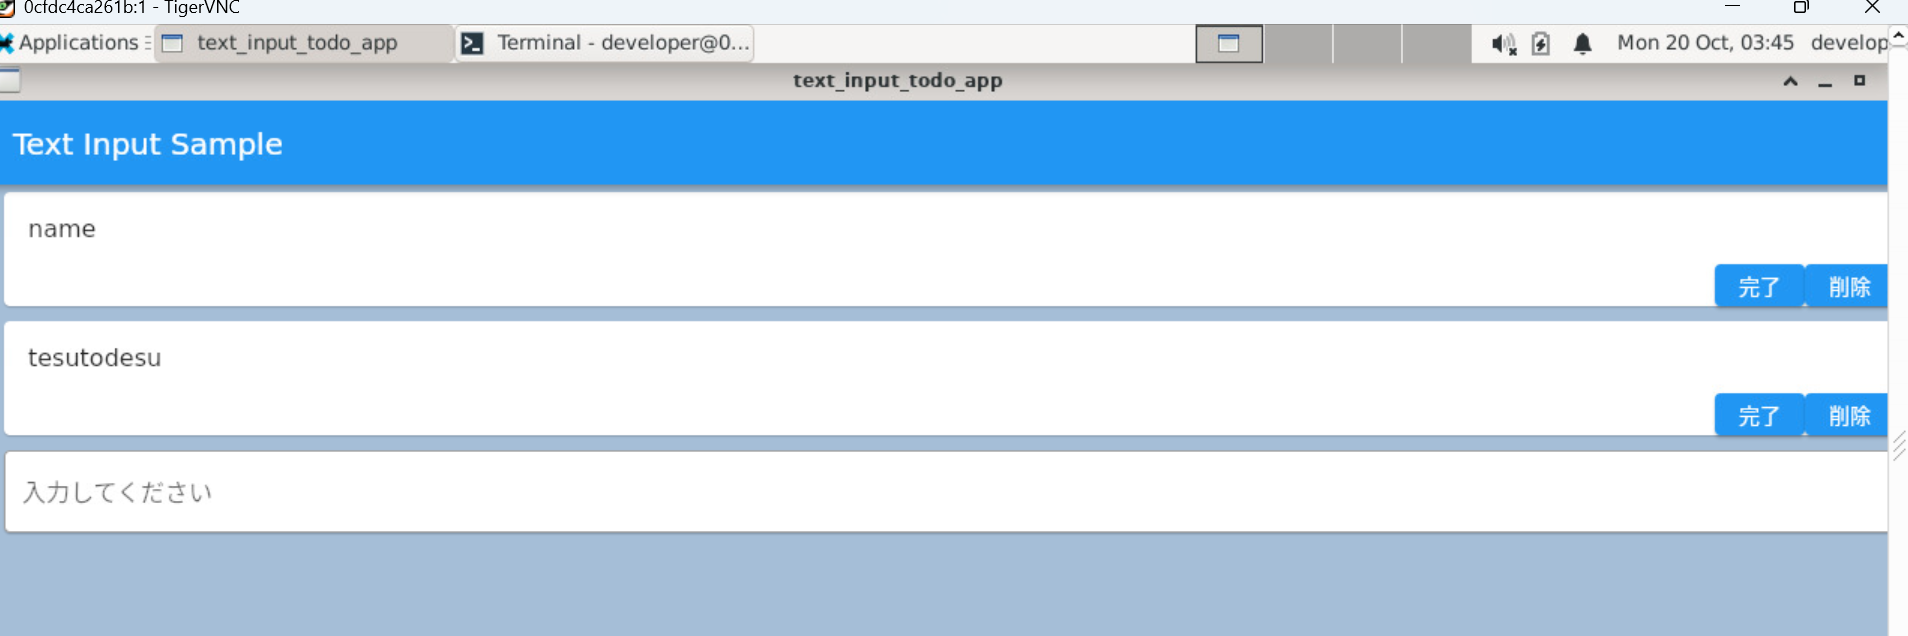 0cfdc4ca261b:1 - TigerVNC
Applications
text_input_todo_app
Terminal - developer@0...
Mon 20 Oct, 03:45
develop
text_input_todo_app
Text Input Sample
name
完了 削除
tesutodesu
完了 削除
入力してください